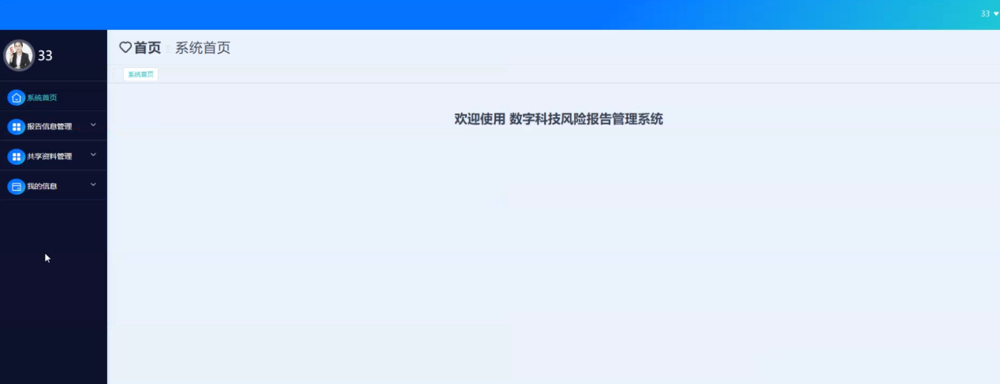 33
33
首页 系统首页
系统首页
系统首页
报告信息管理
共享资料管理
我的信息
欢迎使用 数字科技风险报告管理系统